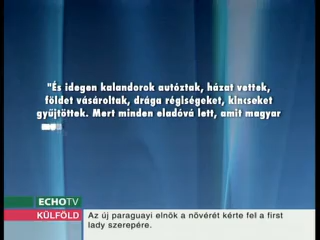 "És idegen kalandorok autóztak, házat vettek,
földet vásároltak, drága régiségeket, kincseket
gyűjtöttek. Mert minden eladóvá lett, amit magyar
ECHOTV
KÜLFÖLD
Az új paraguayi elnök a nővérét kérte fel a first
lady szerepére.